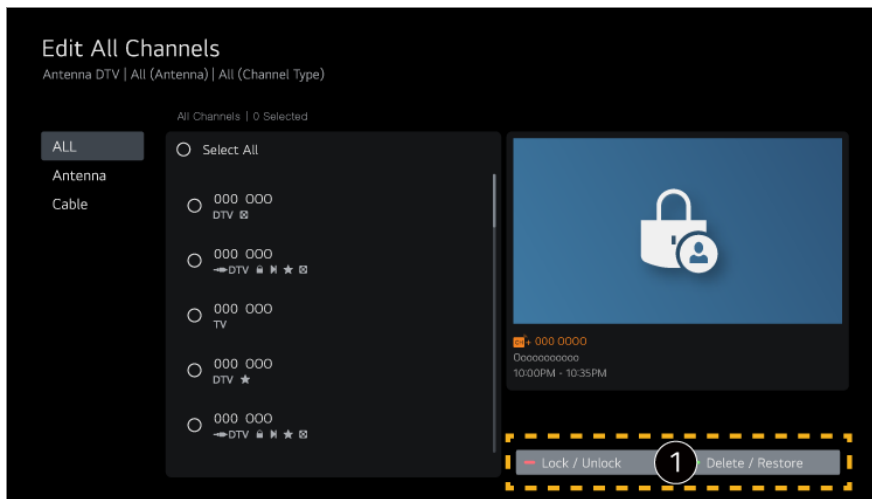 Edit All Channels
Antenna DTV | All (Antenna) | All (Channel Type)
All Channels | 0 Selected
ALL
Antenna
Cable
Select All
000 000
DTV
000 000
DTV
000 000
TV
000 000
DTV ★
000 000
DTV
+ 000 0000
Ooooooooooo
10:00PM - 10:35PM
Lock / Unlock
1
Delete / Restore